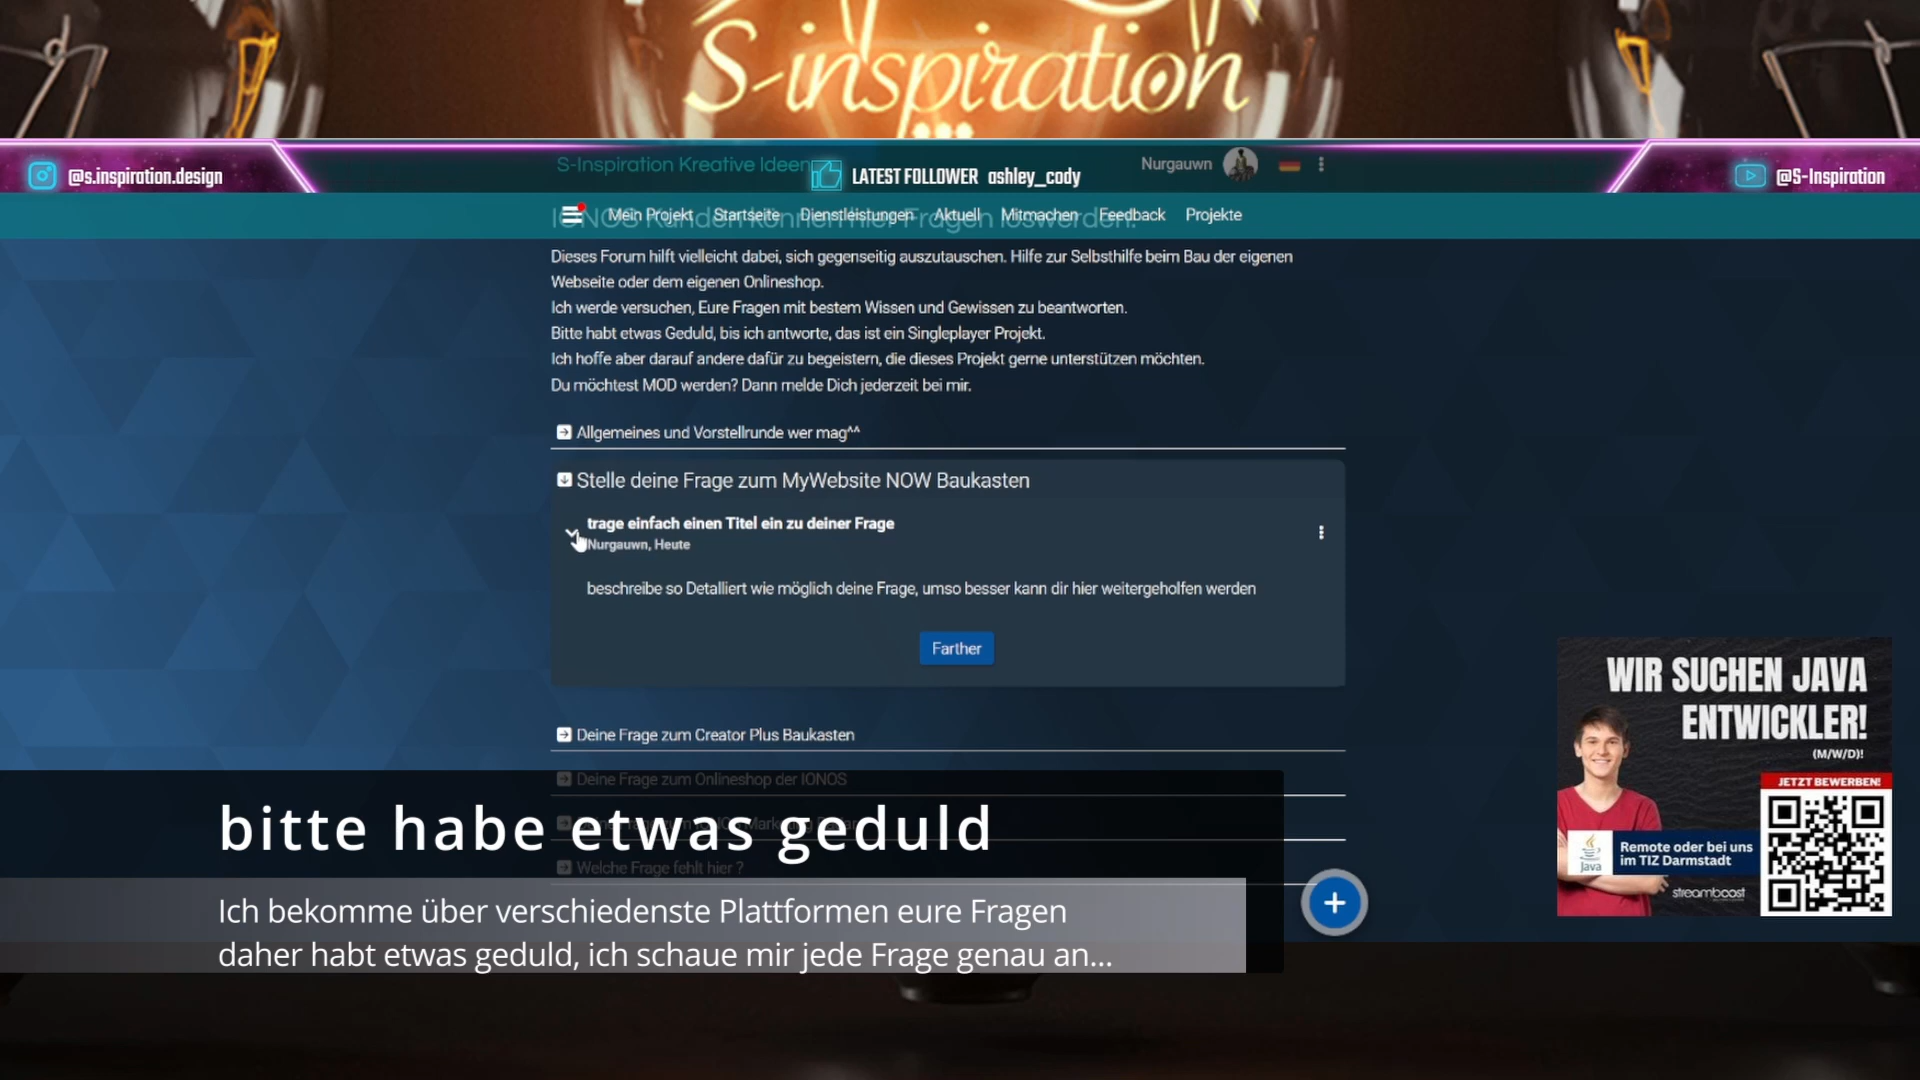 S-inspiration
@s.inspiration.design
S-Inspiration Kreative Ideen
LATEST FOLLOWER ashley_cody
Nurgauwn
@S-Inspiration
IONOS Kunden können hier Fragen loswerden.
Mein Projekt Startseite Dienstleistungen Aktuell Mitmachen Feedback Projekte
Dieses Forum hilft vielleicht dabei, sich gegenseitig auszutauschen. Hilfe zur Selbsthilfe beim Bau der eigenen
Webseite oder dem eigenen Onlineshop.
Ich werde versuchen, Eure Fragen mit bestem Wissen und Gewissen zu beantworten.
Bitte habt etwas Geduld, bis ich antworte, das ist ein Singleplayer Projekt.
Ich hoffe aber darauf andere dafür zu begeistern, die dieses Projekt gerne unterstützen möchten.
Du möchtest MOD werden? Dann melde Dich jederzeit bei mir.
Allgemeines und Vorstellrunde wer mag^^
Stelle deine Frage zum MyWebsite NOW Baukasten
trage einfach einen Titel ein zu deiner Frage
Nurgauwn, Heute
beschreibe so Detalliert wie möglich deine Frage, umso besser kann dir hier weitergeholfen werden
Farther
Deine Frage zum Creator Plus Baukasten
Deine Frage zum Onlineshop der IONOS
Welche Frage fehlt hier ?
bitte habe etwas geduld
Ich bekomme über verschiedenste Plattformen eure Fragen
daher habt etwas geduld, ich schaue mir jede Frage genau an...
WIR SUCHEN JAVA
ENTWICKLER!
(M/W/D)!
JETZT BEWERBEN!
Java
Remote oder bei uns
im TIZ Darmstadt
streamboost